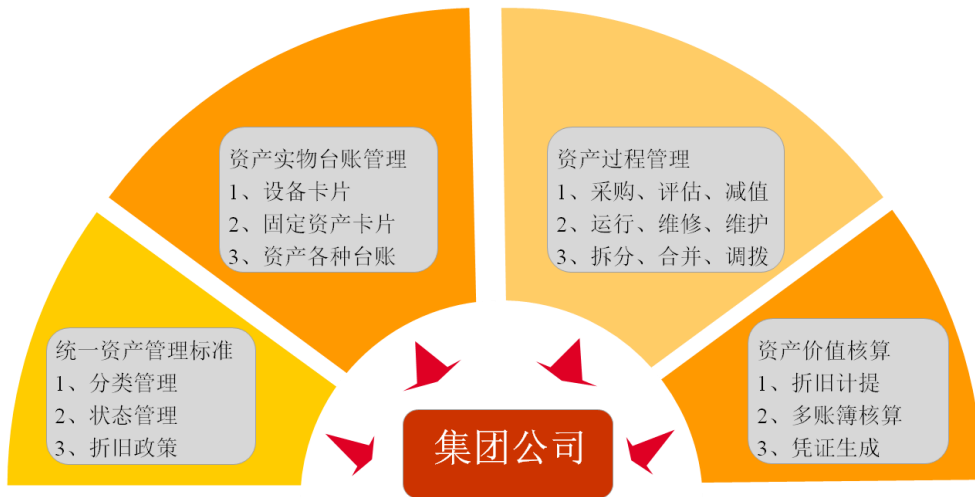 资产实物台账管理
1、设备卡片
2、固定资产卡片
3、资产各种台账
资产过程管理
1、采购、评估、减值
2、运行、维修、维护
3、拆分、合并、调拨
统一资产管理标准
1、分类管理
2、状态管理
3、折旧政策
资产价值核算
1、折旧计提
2、多账簿核算
3、凭证生成
集团公司